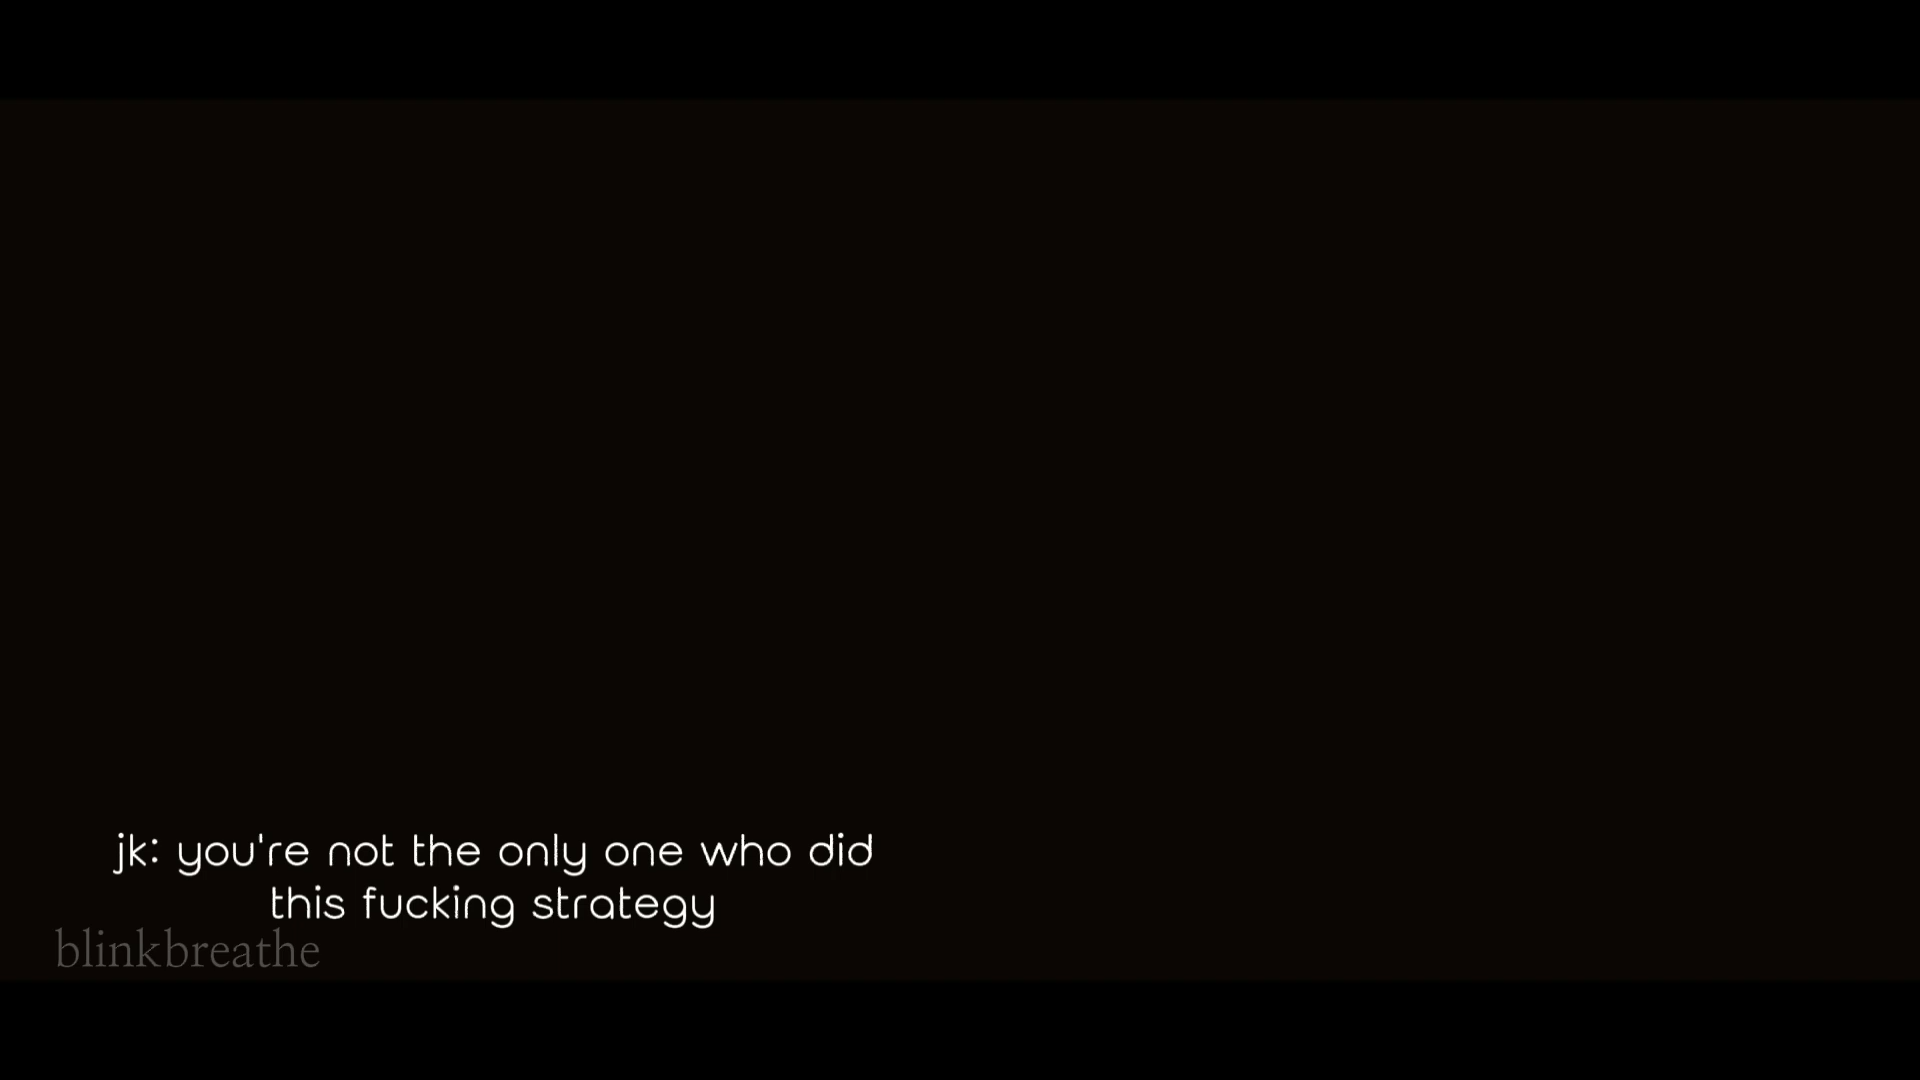 jk: you're not the only one who did
this fucking strategy
blinkbreathe